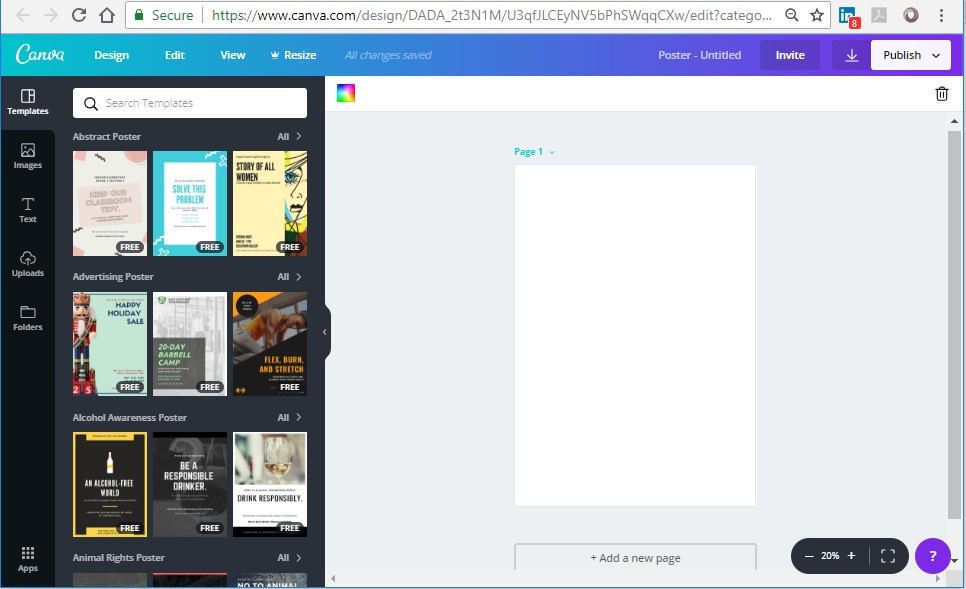 Secure
https://www.canva.com/design/DADA_2t3N1M/U3qfJLCEyNV5bPhSWqqCXw/edit?catego...
8
Canva
Design
Edit
View
Resize
All changes saved
Poster - Untitled
Invite
Publish
Templates
Images
Text
Uploads
Folders
Apps
Search Templates
Abstract Poster
All
KEEP OUR
CLASSROOM
TIDY.
FREE
SOLVE THIS
PROBLEM
FREE
STORY OF ALL
WOMEN
FREE
Advertising Poster
All
HAPPY
HOLIDAY
SALE
25
FREE
20-DAY
BARBELL
CAMP
FREE
FLEX, BURN,
AND STRETCH
FREE
Alcohol Awareness Poster
All
AN ALCOHOL-FREE
WORLD
FREE
BE A
RESPONSIBLE
DRINKER.
FREE
DRINK RESPONSIBLY.
FREE
Animal Rights Poster
All
NO TO ANIMAL
Page 1
+ Add a new page
20%
?